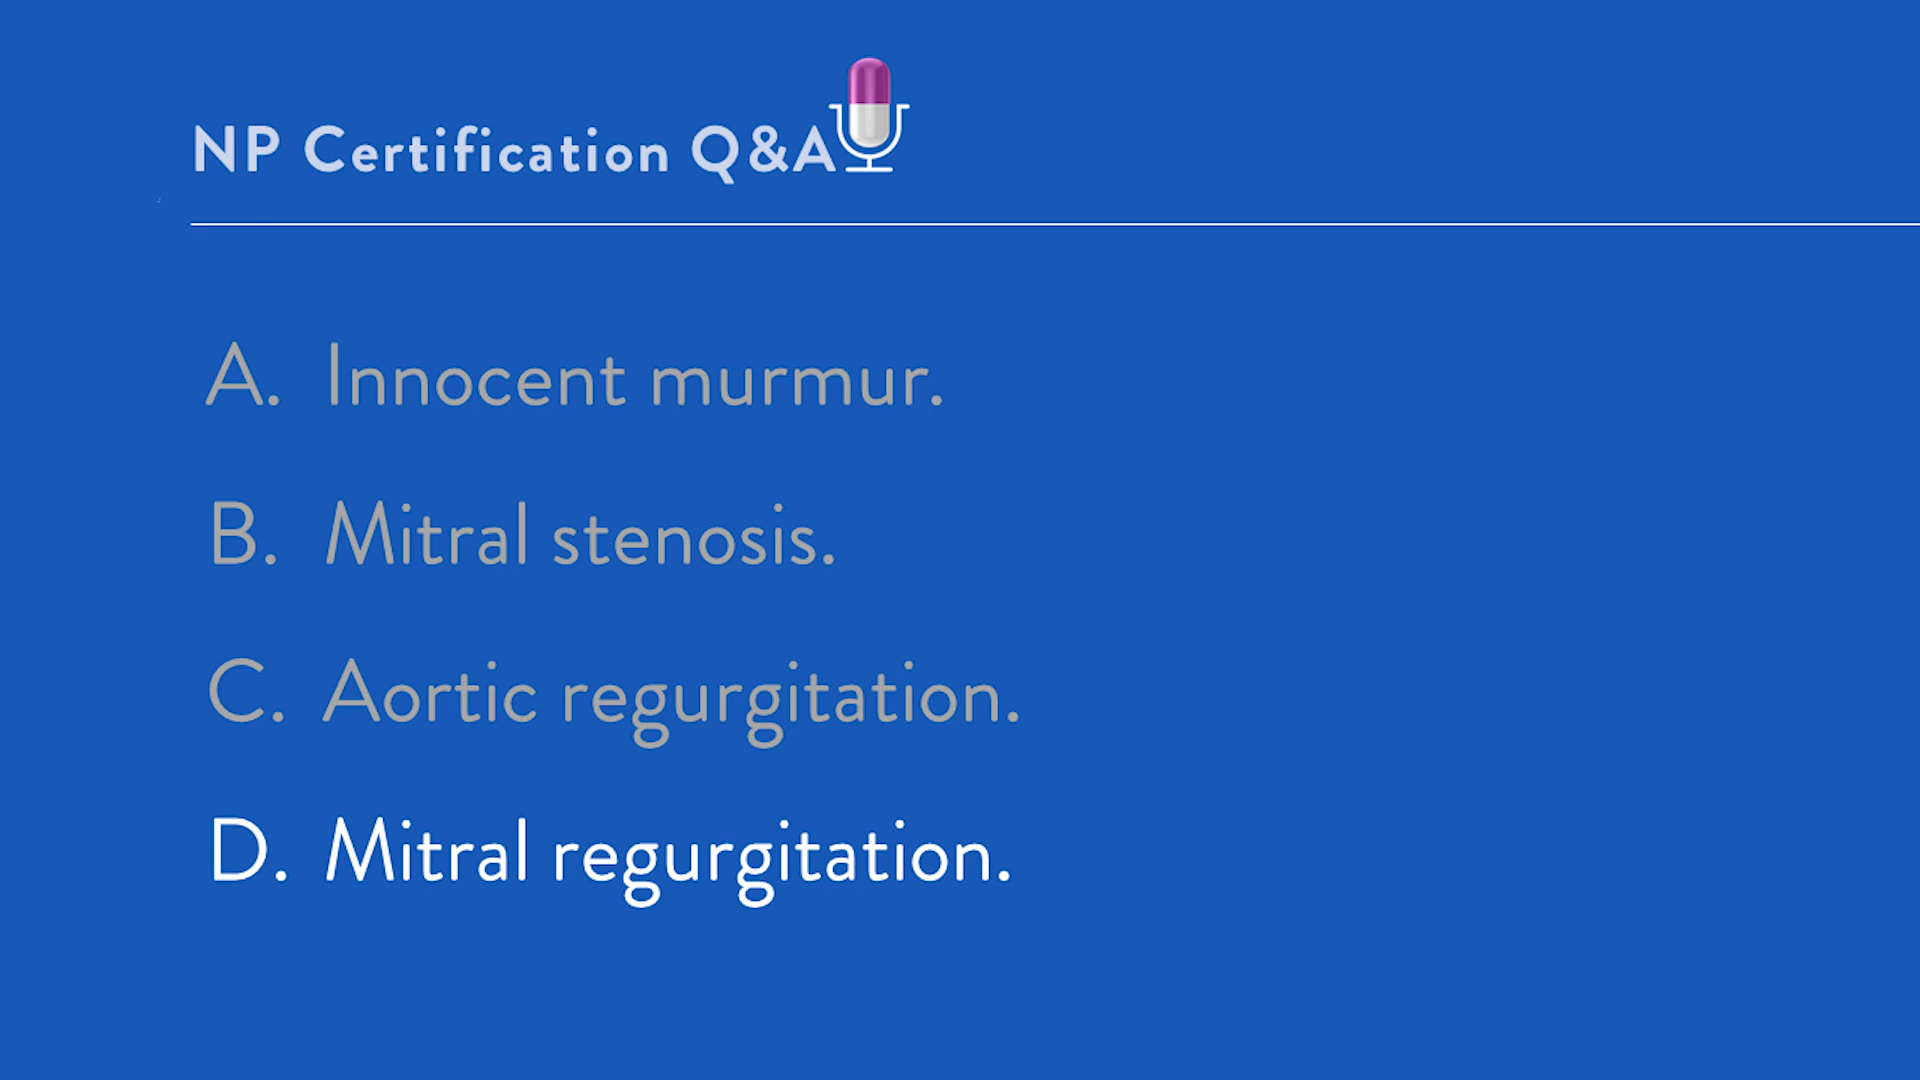 NP Certification Q&A
A. Innocent murmur.
B. Mitral stenosis.
C. Aortic regurgitation.
D. Mitral regurgitation.